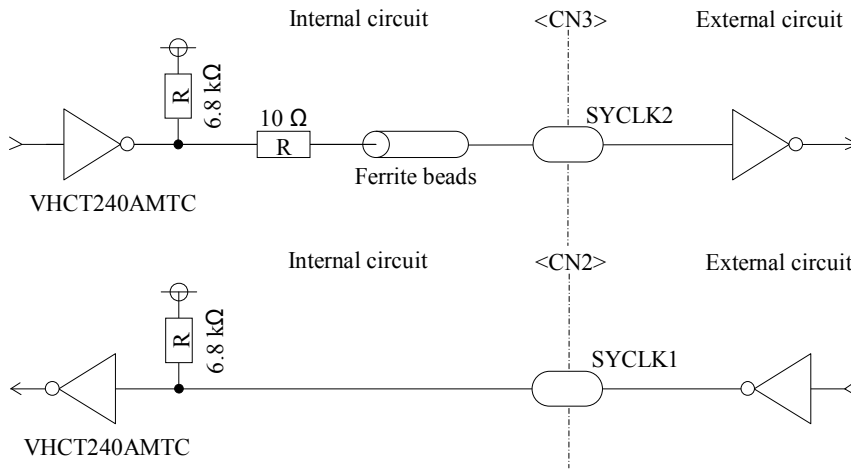 Internal circuit <CN3> External circuit
R
6.8 kΩ
10 Ω
R
SYCLK2
Ferrite beads
VHCT240AMTC
Internal circuit <CN2> External circuit
R
6.8 kΩ
SYCLK1
VHCT240AMTC